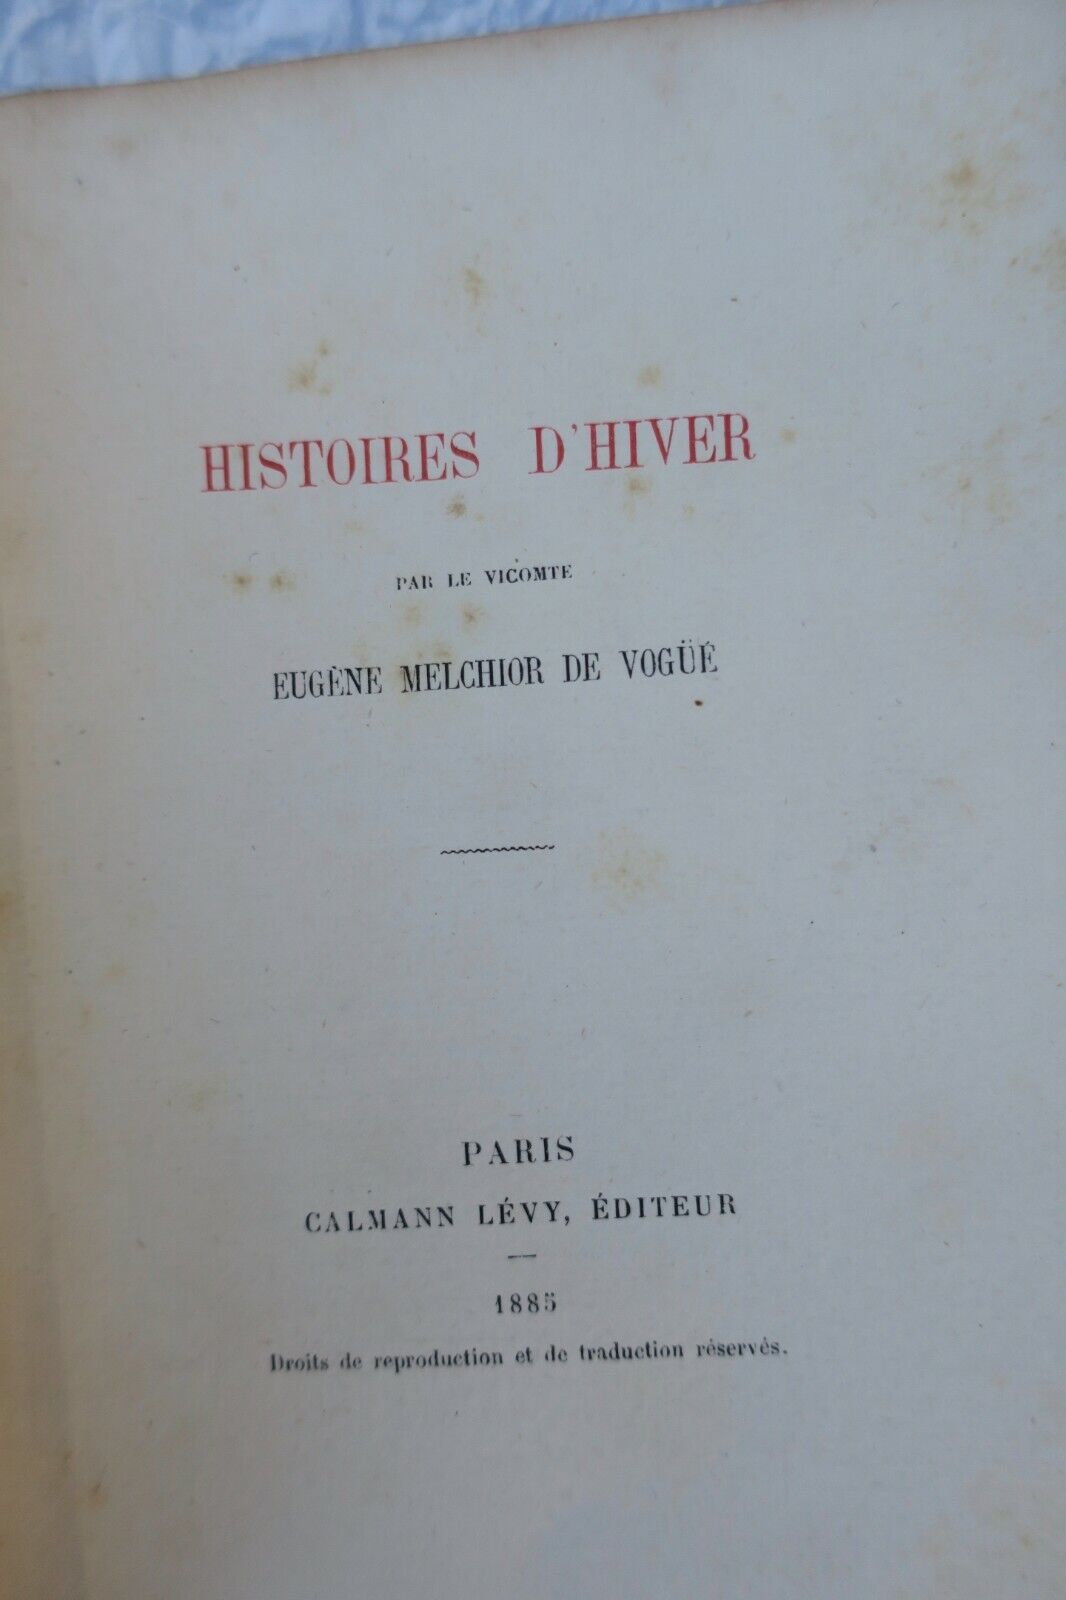 HISTOIRES D'HIVER
PAR LE VICOMTE
EUGÈNE MELCHIOR DE VOGÜÉ
PARIS
CALMANN LÉVY, ÉDITEUR
1885
Droits de reproduction et de traduction réservés.